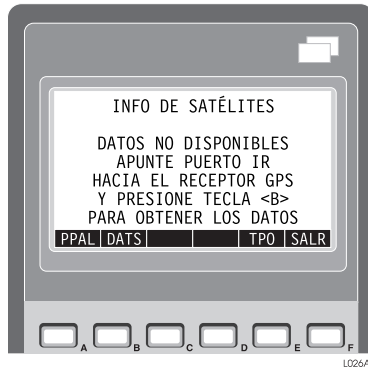 INFO DE SATÉLITES
DATOS NO DISPONIBLES
APUNTE PUERTO IR
HACIA EL RECEPTOR GPS
Y PRESIONE TECLA <B>
PARA OBTENER LOS DATOS
PPAL DATS TPO SALR
A B C D E F
L026A